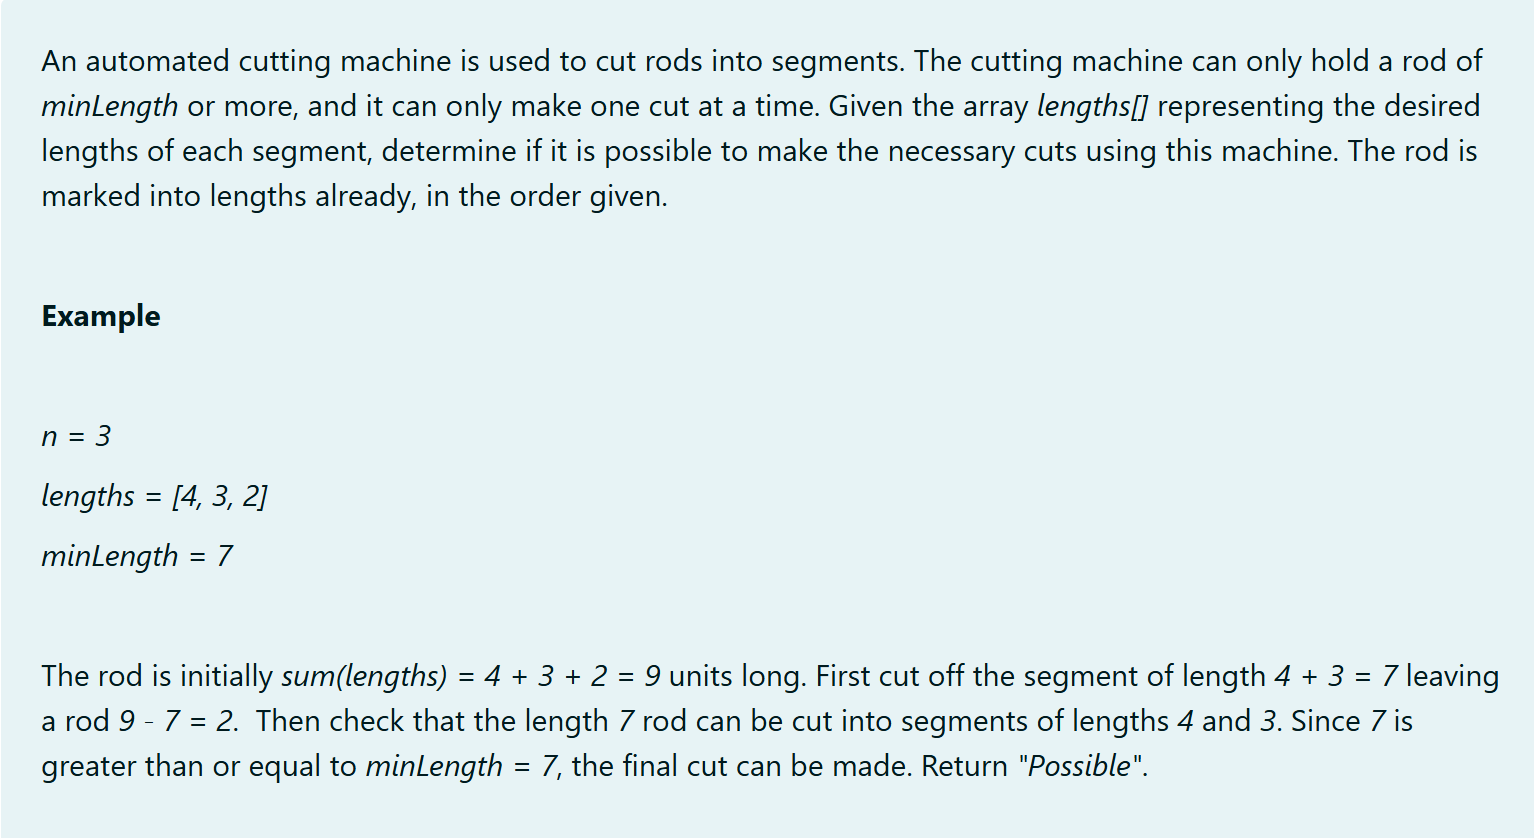 An automated cutting machine is used to cut rods into segments. The cutting machine can only hold a rod of
minLength or more, and it can only make one cut at a time. Given the array lengths[] representing the desired
lengths of each segment, determine if it is possible to make the necessary cuts using this machine. The rod is
marked into lengths already, in the order given.
Example
n = 3
lengths = [4, 3, 2]
minLength = 7
The rod is initially sum(lengths) = 4 + 3 + 2 = 9 units long. First cut off the segment of length 4 + 3 = 7 leaving
a rod 9 - 7 = 2. Then check that the length 7 rod can be cut into segments of lengths 4 and 3. Since 7 is
greater than or equal to minLength = 7, the final cut can be made. Return "Possible".